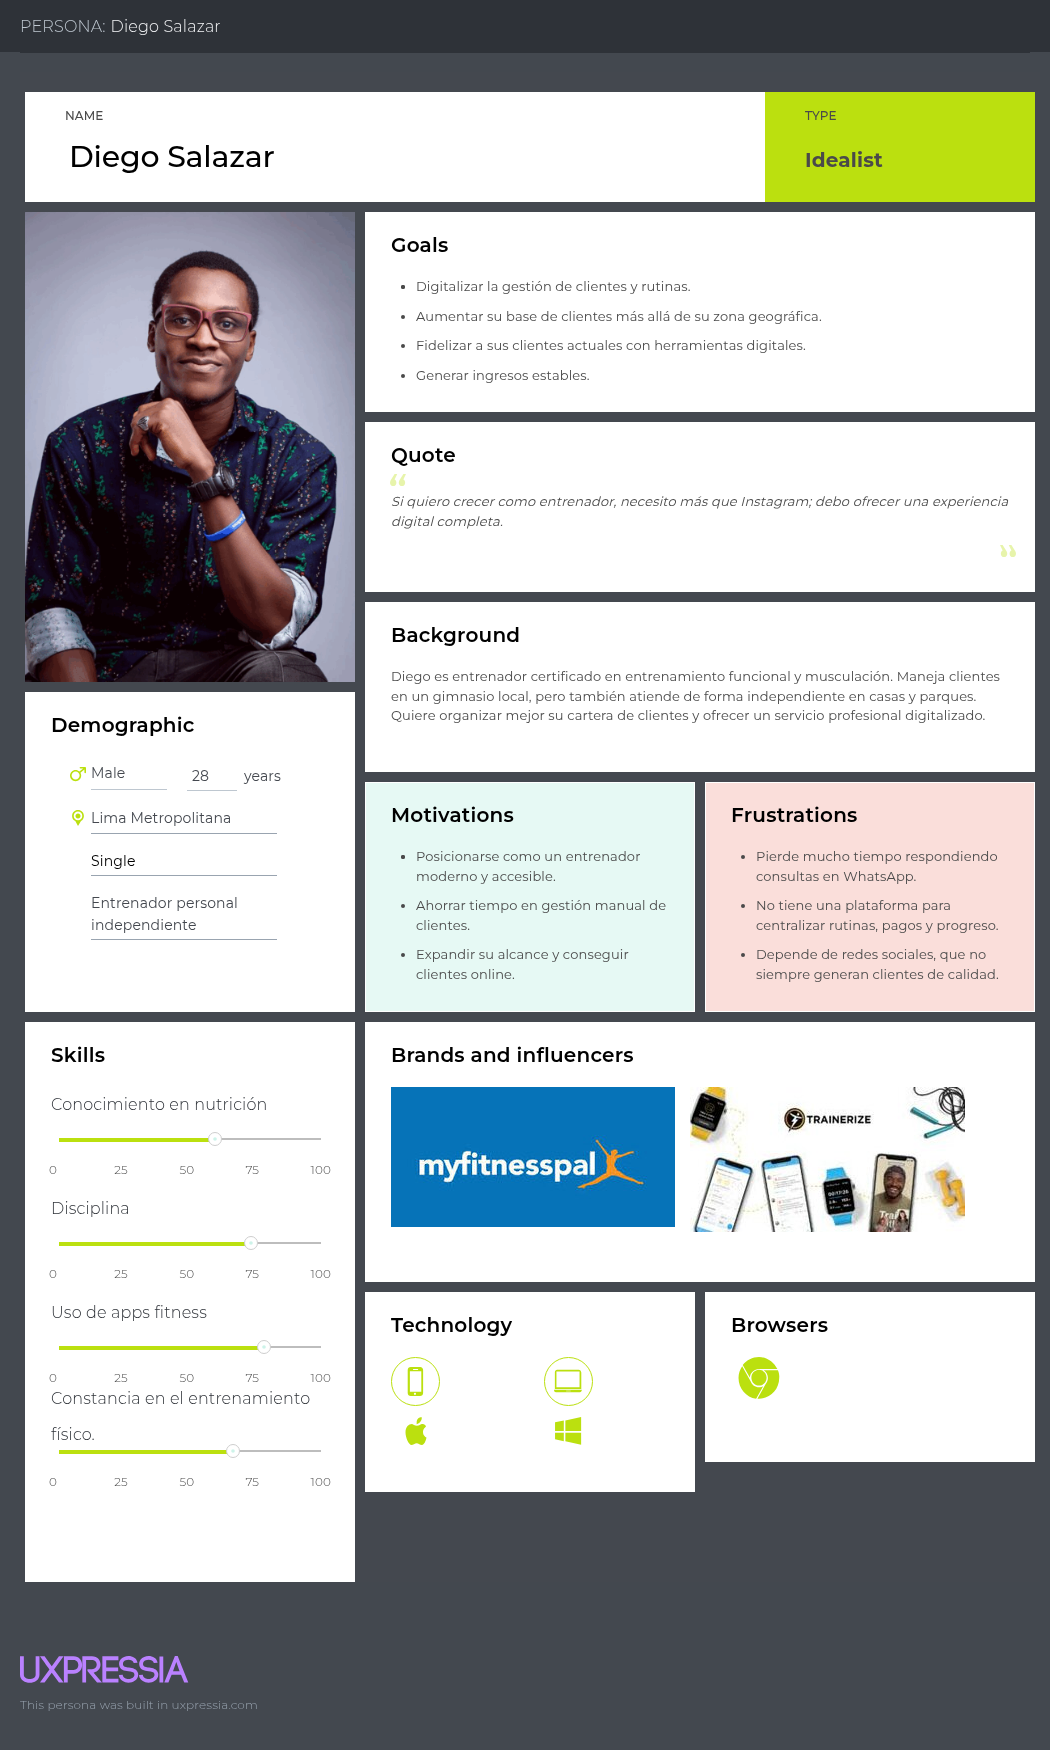 PERSONA: Diego Salazar
NAME
Diego Salazar
TYPE
Idealist
Goals
Digitalizar la gestión de clientes y rutinas.
Aumentar su base de clientes más allá de su zona geográfica.
Fidelizar a sus clientes actuales con herramientas digitales.
Generar ingresos estables.
Quote
“
Si quiero crecer como entrenador, necesito más que Instagram; debo ofrecer una experiencia
digital completa.
”
Background
Diego es entrenador certificado en entrenamiento funcional y musculación. Maneja clientes
en un gimnasio local, pero también atiende de forma independiente en casas y parques.
Quiere organizar mejor su cartera de clientes y ofrecer un servicio profesional digitalizado.
Demographic
Male 28 years
Lima Metropolitana
Single
Entrenador personal
independiente
Motivations
Posicionarse como un entrenador
moderno y accesible.
Ahorrar tiempo en gestión manual de
clientes.
Expandir su alcance y conseguir
clientes online.
Frustrations
Pierde mucho tiempo respondiendo
consultas en WhatsApp.
No tiene una plataforma para
centralizar rutinas, pagos y progreso.
Depende de redes sociales, que no
siempre generan clientes de calidad.
Skills
Conocimiento en nutrición
0 25 50 75 100
Disciplina
0 25 50 75 100
Uso de apps fitness
0 25 50 75 100
Constancia en el entrenamiento
físico.
0 25 50 75 100
Brands and influencers
myfitnesspal
TRAINERIZE
Technology
Browsers
UXPRESSIA
This persona was built in uxpressia.com